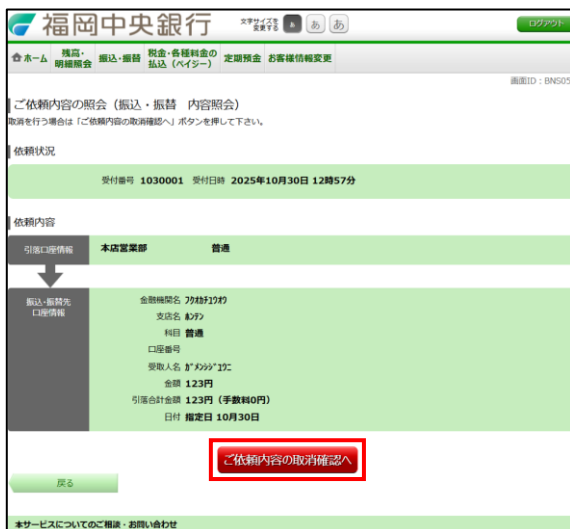 福岡中央銀行 文字サイズを変更する あ あ あ ログアウト
ホーム 残高・明細照会 振込・振替 税金・各種料金の払込（ペイジー） 定期預金 お客様情報変更
画面ID：BNS05
ご依頼内容の照会（振込・振替 内容照会）
取消を行う場合は「ご依頼内容の取消確認へ」ボタンを押して下さい。
依頼状況
受付番号 1030001 受付日時 2025年10月30日 12時57分
依頼内容
引落口座情報 本店営業部 普通
振込・振替先口座情報
金融機関名 ﾌｸｵｶﾁﾕｳｵｳ
支店名 ﾎﾝﾃﾝ
科目 普通
口座番号
受取人名
金額 123円
引落合計金額 123円（手数料0円）
日付 指定日 10月30日
ご依頼内容の取消確認へ
戻る
本サービスについてのご相談・お問い合わせ